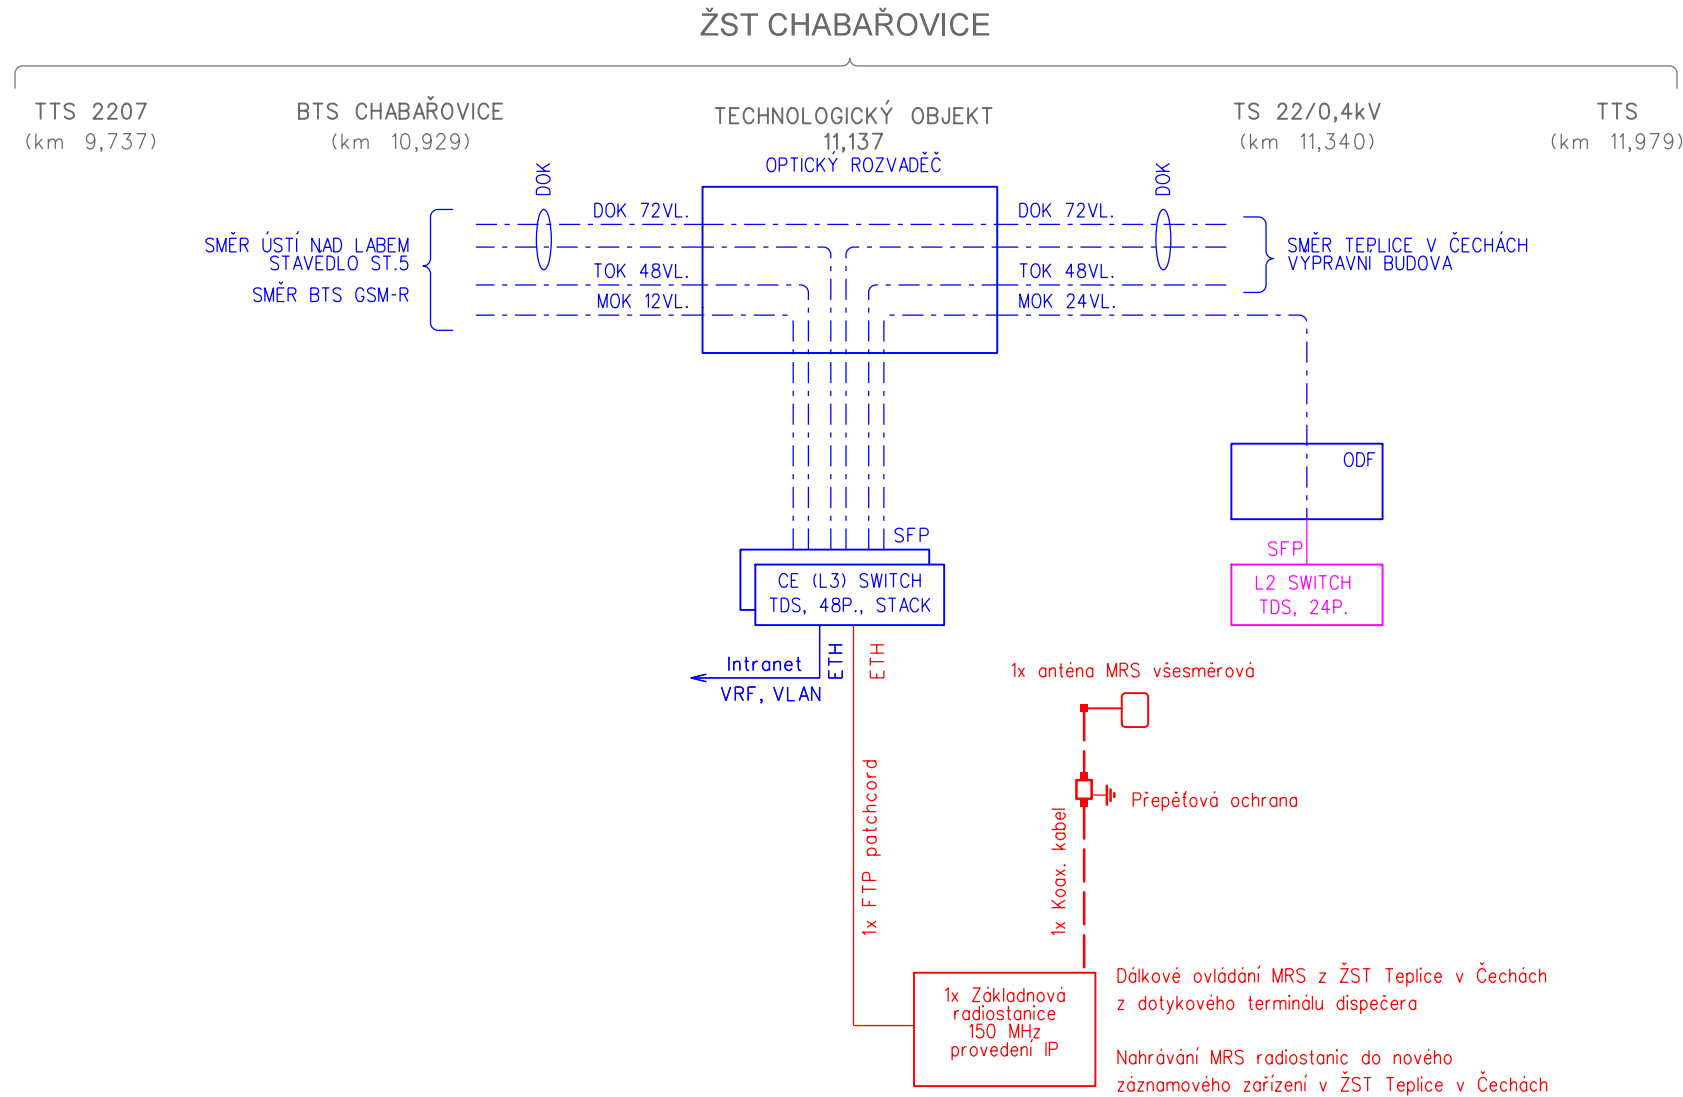 ŽST CHABAŘOVICE
TTS 2207
(km 9,737)
BTS CHABAŘOVICE
(km 10,929)
TECHNOLOGICKÝ OBJEKT
11,137
TS 22/0,4kV
(km 11,340)
TTS
(km 11,979)
OPTICKÝ ROZVADĚČ
DOK
DOK
DOK 72VL.
DOK 72VL.
SMĚR ÚSTÍ NAD LABEM
STAVEDLO ST.5
SMĚR BTS GSM-R
TOK 48VL.
TOK 48VL.
MOK 12VL.
MOK 24VL.
SMĚR TEPLICE V ČECHÁCH
VÝPRAVNÍ BUDOVA
ODF
SFP
SFP
CE (L3) SWITCH
TDS, 48P., STACK
L2 SWITCH
TDS, 24P.
Intranet
VRF, VLAN
ETH
ETH
1x anténa MRS všesměrová
1x FTP patchcord
Přepěťová ochrana
1x Koax. kabel
1x Základnová
radiostanice
150 MHz
provedení IP
Dálkové ovládání MRS z ŽST Teplice v Čechách
z dotykového terminálu dispečera
Nahrávání MRS radiostanic do nového
záznamového zařízení v ŽST Teplice v Čechách